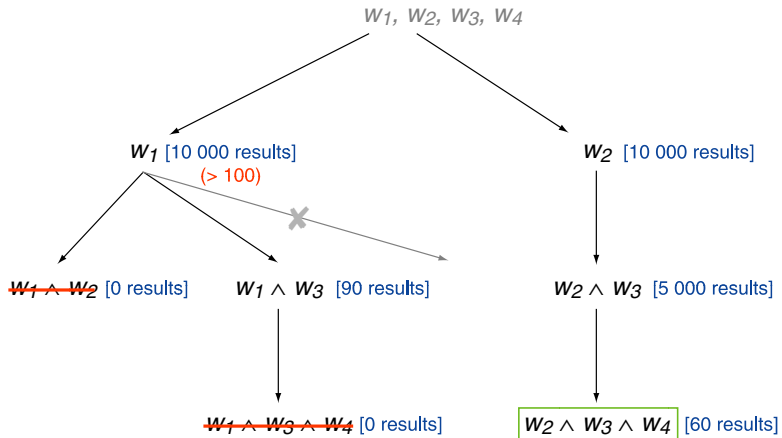 w1, w2, w3, w4
w1 [10 000 results]
(> 100)
w2 [10 000 results]
w1 ∧ w2 [0 results]
w1 ∧ w3 [90 results]
w2 ∧ w3 [5 000 results]
w1 ∧ w3 ∧ w4 [0 results]
w2 ∧ w3 ∧ w4 [60 results]